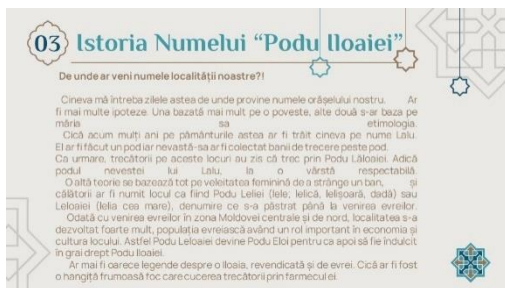 03 Istoria Numelui “Podu Iloaiei”
De unde ar veni numele localității noastre?!
Cineva mă întreba zilele astea de unde provine numele orășelului nostru. Ar
fi mai multe ipoteze. Una bazată mai mult pe o poveste, alte două s-ar baza pe
măria sa etimologia.
Cică acum mulți ani pe pământurile astea ar fi trăit cineva pe nume Lalu.
El ar fi făcut un pod iar nevastă-sa ar fi colectat banii de trecere peste pod.
Ca urmare, trecătorii pe aceste locuri au zis că trec prin Podu Lăloaiei. Adică
podul nevestei lui Lalu, la o vârstă respectabilă.
O altă teorie se bazează tot pe veleitatea feminină de a strânge un ban, și
călătorii ar fi numit locul ca fiind Podu Leliei (lele; lelică, lelișoară, dadă) sau
Leloaiei (lelia cea mare), denumire ce s-a păstrat până la venirea evreilor.
Odată cu venirea evreilor în zona Moldovei centrale și de nord, localitatea s-a
dezvoltat foarte mult, populația evreiască având un rol important în economia și
cultura locului. Astfel Podu Leloaiei devine Podu Eloi pentru ca apoi să fie îndulcit
în grai drept Podu Iloaiei.
Ar mai fi oarece legende despre o Iloaia, revendicată și de evrei. Cică ar fi fost
o hangiță frumoasă foc care cucerea trecătorii prin farmecul ei.